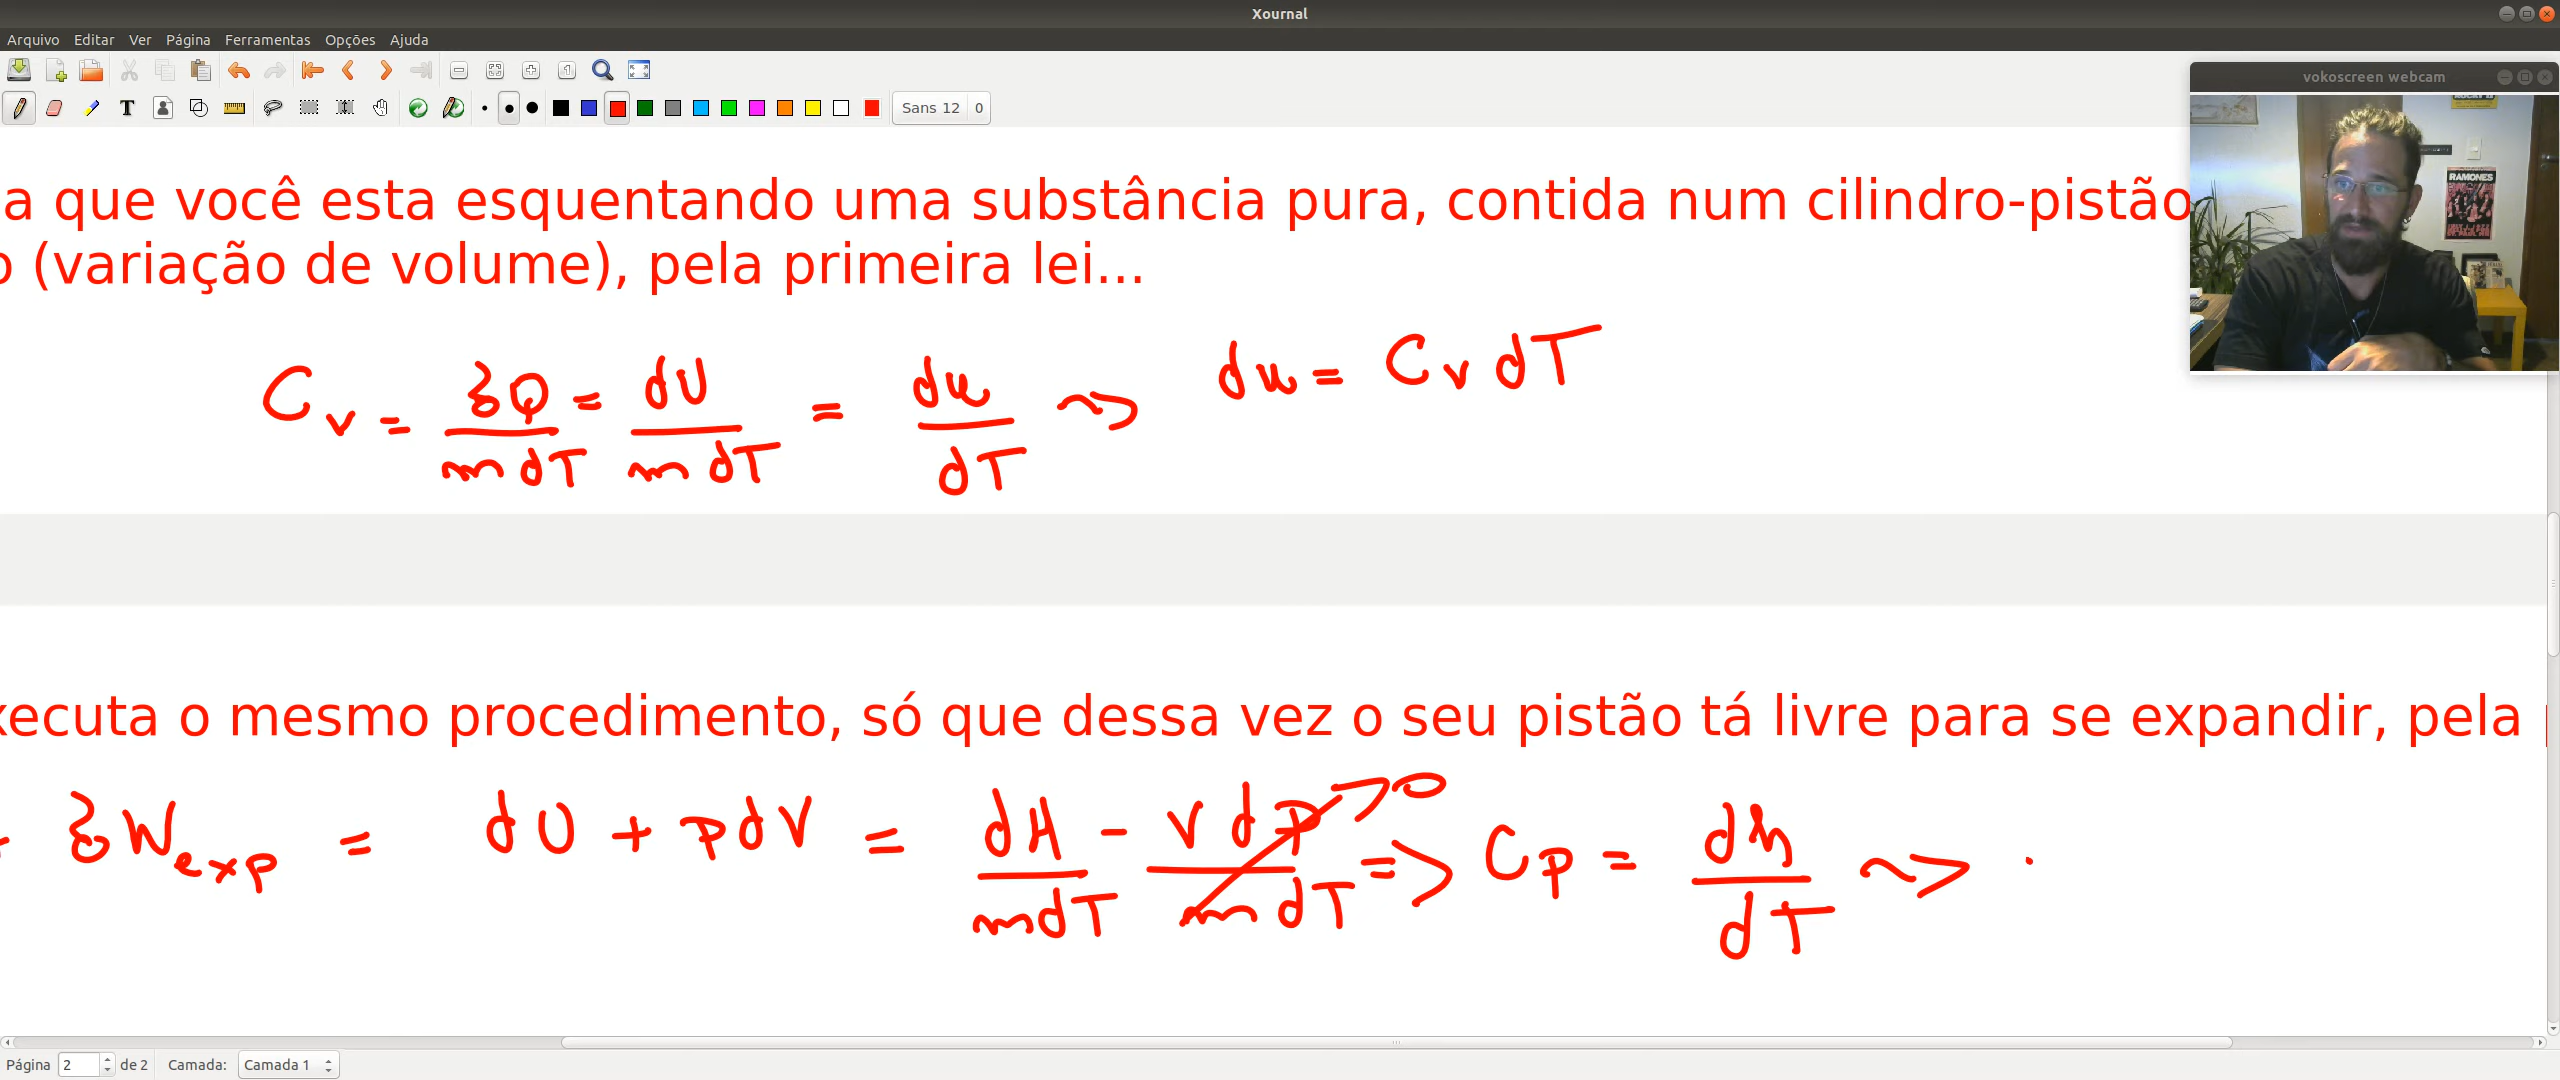 Xournal
Arquivo Editar Ver Página Ferramentas Opções Ajuda
vokoscreen webcam
Sans 12 0
RAMONES
a que você esta esquentando uma substância pura, contida num cilindro-pistão
o (variação de volume), pela primeira lei...
Cv = δQ/mdT = dU/mdT = du/dT ~> du = Cv dT
xecuta o mesmo procedimento, só que dessa vez o seu pistão tá livre para se expandir, pela
δWexp = dU + pdV = dH/mdT - Vdp/mdT → 0 => Cp = dh/dT ~>
Página 2 de 2 Camada: Camada 1